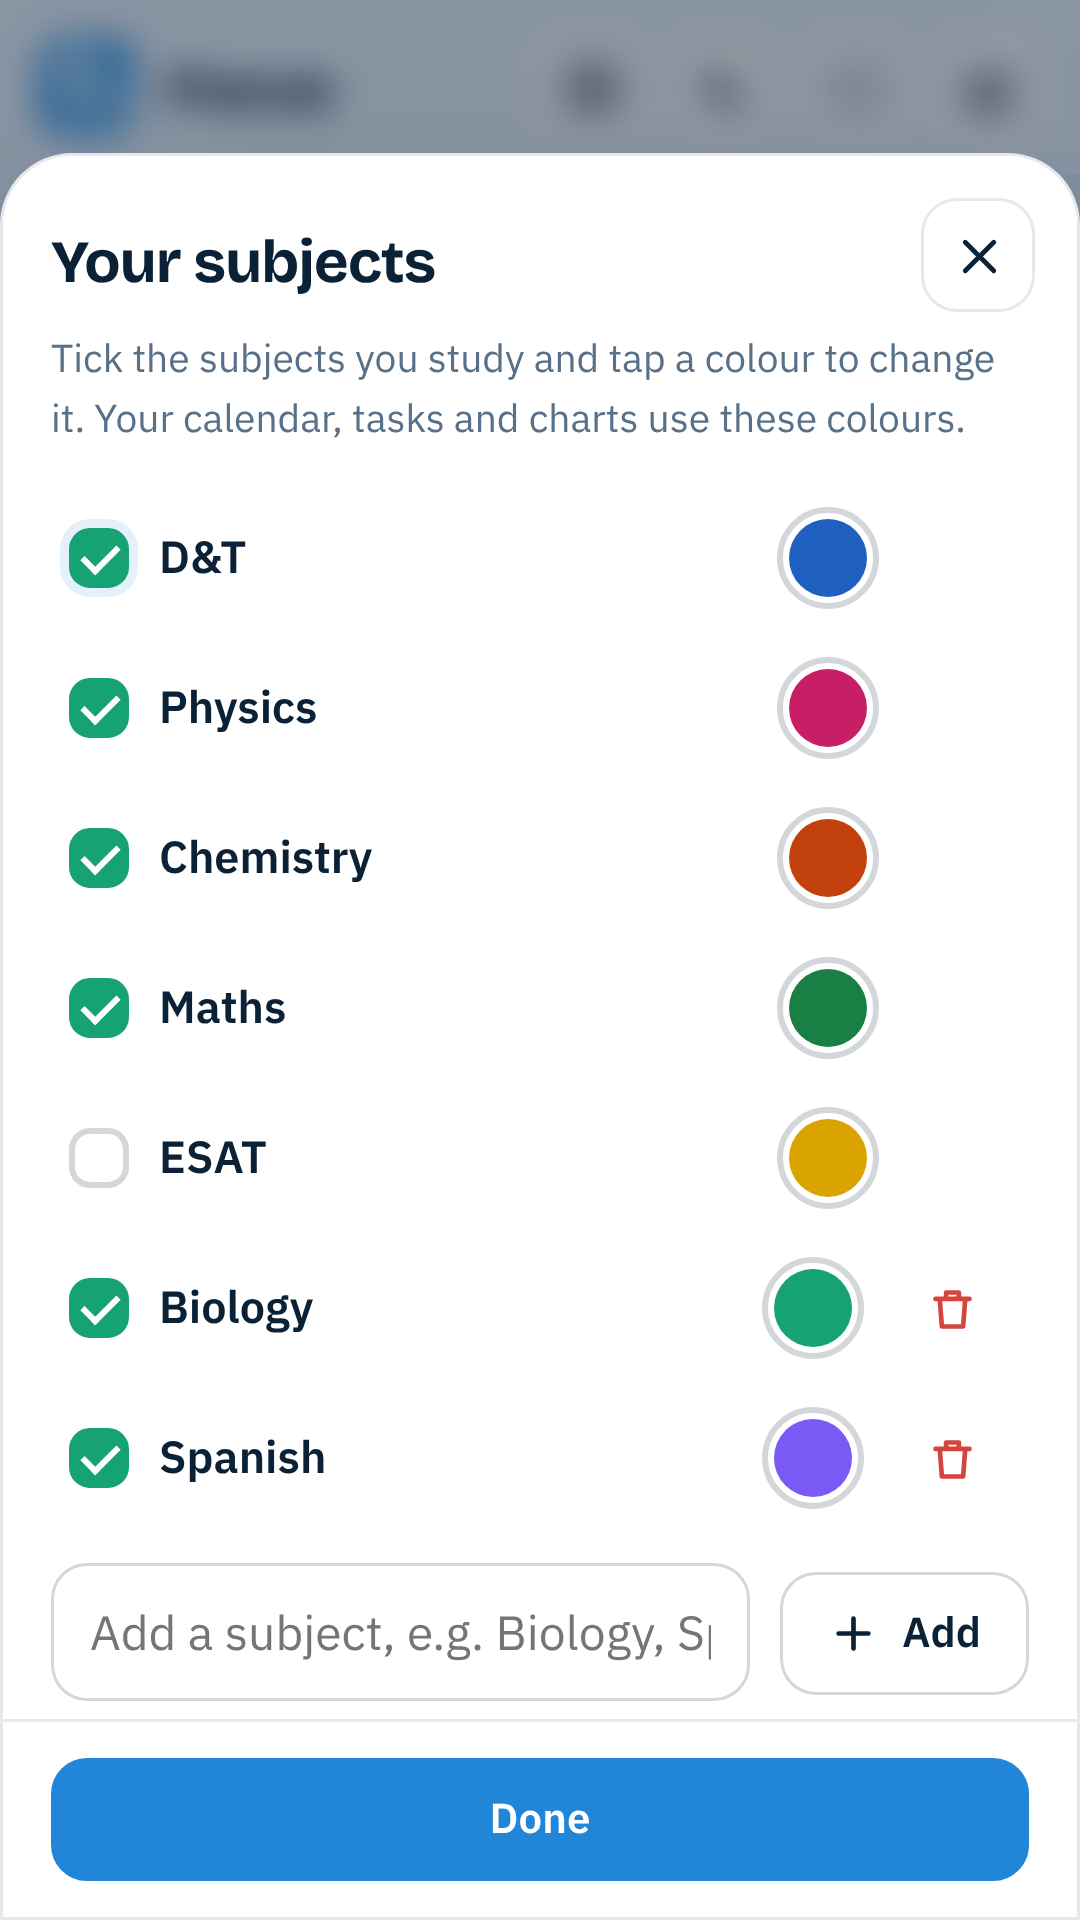 Your subjects
Tick the subjects you study and tap a colour to change
it. Your calendar, tasks and charts use these colours.
D&T
Physics
Chemistry
Maths
ESAT
Biology
Spanish
Add a subject, e.g. Biology, S
Add
Done